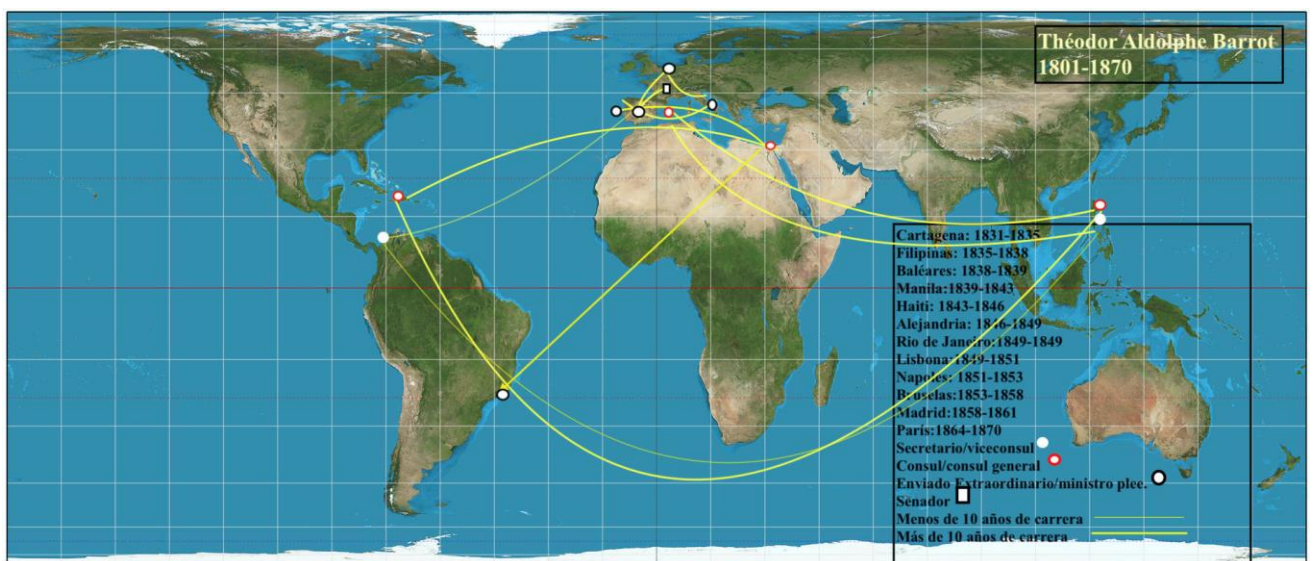 Théodor Aldolphe Barrot
1801-1870
Cartagena: 1831-1835
Filipinas: 1835-1838
Baléares: 1838-1839
Manila:1839-1843
Haiti: 1843-1846
Alejandria: 1846-1849
Rio de Janeiro:1849-1849
Lisbona:1849-1851
Napoles: 1851-1853
Bruselas:1853-1858
Madrid:1858-1861
París:1864-1870
Secretario/viceconsul
Consul/consul general
Enviado Extraordinario/ministro plee.
Senador
Menos de 10 años de carrera
Más de 10 años de carrera